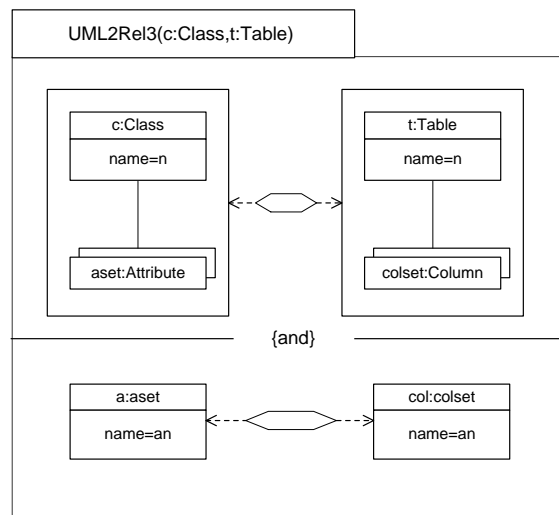 UML2Rel3(c:Class,t:Table)
c:Class
name=n
aset:Attribute
t:Table
name=n
colset:Column
{and}
a:aset
name=an
col:colset
name=an